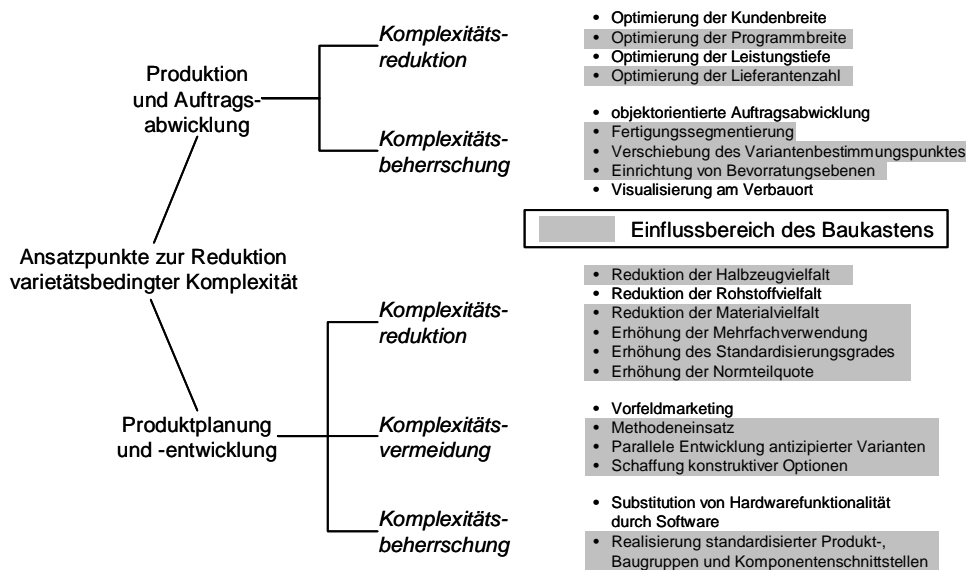 Komplexitäts-
reduktion
• Optimierung der Kundenbreite
• Optimierung der Programmbreite
• Optimierung der Leistungstiefe
• Optimierung der Lieferantenzahl
Produktion
und Auftrags-
abwicklung
Komplexitäts-
beherrschung
• objektorientierte Auftragsabwicklung
• Fertigungssegmentierung
• Verschiebung des Variantenbestimmungspunktes
• Einrichtung von Bevorratungsebenen
• Visualisierung am Verbauort
Einflussbereich des Baukastens
Ansatzpunkte zur Reduktion
varietätsbedingter Komplexität
Komplexitäts-
reduktion
• Reduktion der Halbzeugvielfalt
• Reduktion der Rohstoffvielfalt
• Reduktion der Materialvielfalt
• Erhöhung der Mehrfachverwendung
• Erhöhung des Standardisierungsgrades
• Erhöhung der Normteilquote
Produktplanung
und -entwicklung
Komplexitäts-
vermeidung
• Vorfeldmarketing
• Methodeneinsatz
• Parallele Entwicklung antizipierter Varianten
• Schaffung konstruktiver Optionen
Komplexitäts-
beherrschung
• Substitution von Hardwarefunktionalität
durch Software
• Realisierung standardisierter Produkt-,
Baugruppen und Komponentenschnittstellen